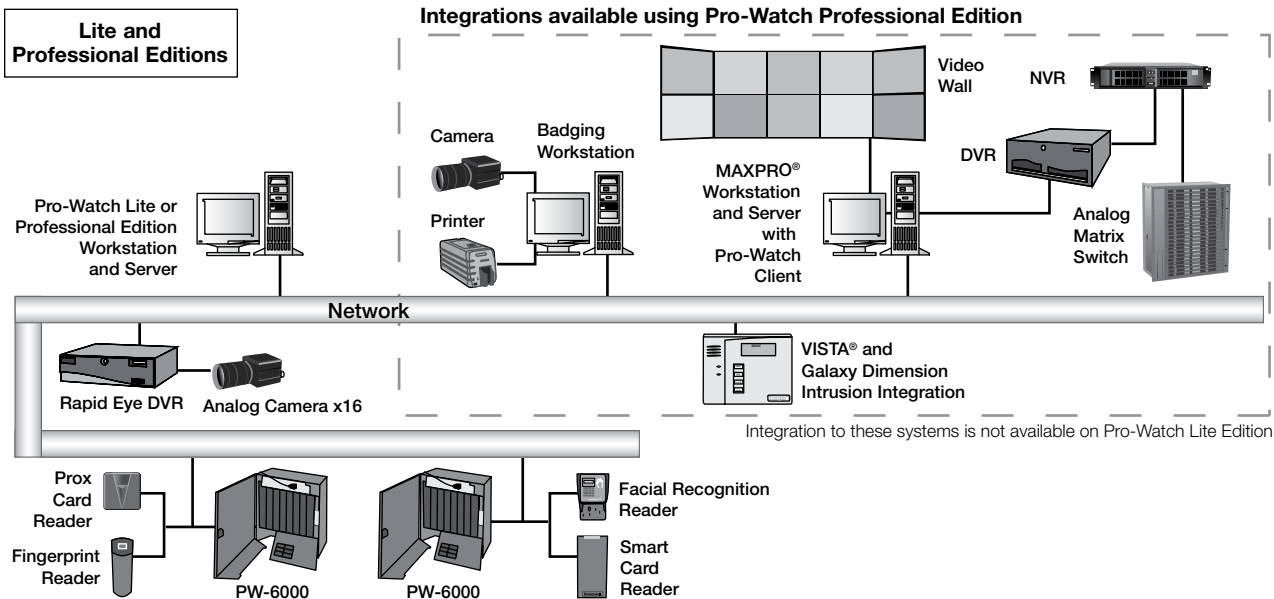 Lite and
Professional Editions
Integrations available using Pro-Watch Professional Edition
Camera
Badging
Workstation
Printer
Pro-Watch Lite or
Professional Edition
Workstation
and Server
Video
Wall
NVR
DVR
MAXPRO®
Workstation
and Server
with
Pro-Watch
Client
Analog
Matrix
Switch
Network
Rapid Eye DVR
Analog Camera x16
VISTA® and
Galaxy Dimension
Intrusion Integration
Integration to these systems is not available on Pro-Watch Lite Edition
Prox
Card
Reader
Fingerprint
Reader
PW-6000
PW-6000
Facial Recognition
Reader
Smart
Card
Reader